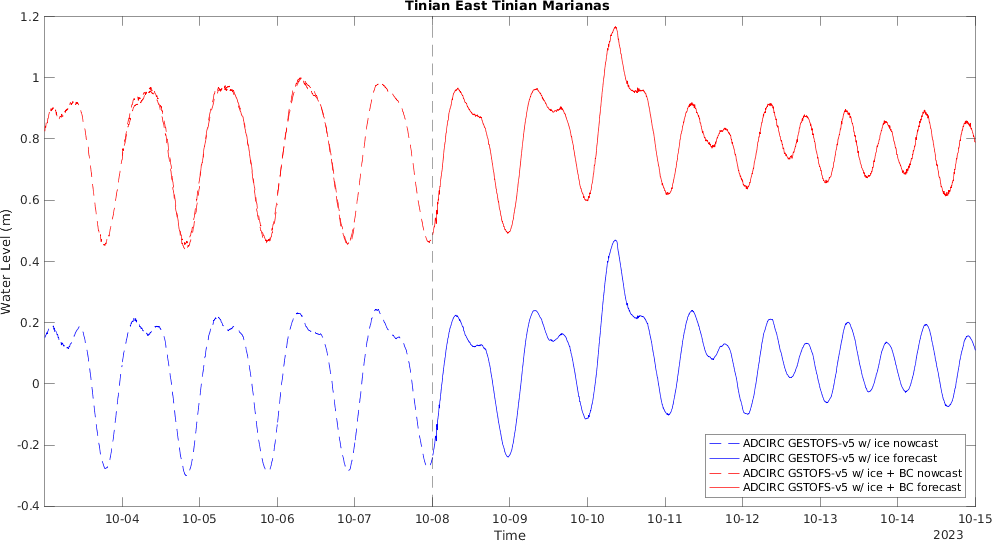 Tinian East Tinian Marianas
1.2
1
0.8
0.6
0.4
0.2
0
-0.2
-0.4
Water Level (m)
10-04 10-05 10-06 10-07 10-08 10-09 10-10 10-11 10-12 10-13 10-14 10-15
Time
2023
ADCIRC GESTOFS-v5 w/ ice nowcast
ADCIRC GESTOFS-v5 w/ ice forecast
ADCIRC GSTOFS-v5 w/ ice + BC nowcast
ADCIRC GSTOFS-v5 w/ ice + BC forecast